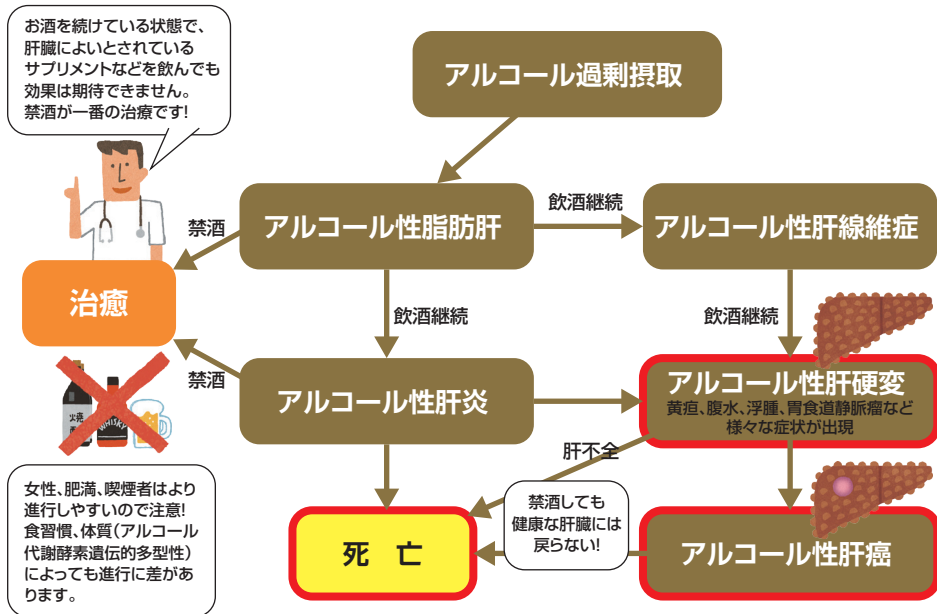 お酒を続けている状態で、
肝臓によいとされている
サプリメントなどを飲んでも
効果は期待できません。
禁酒が一番の治療です!
アルコール過剰摂取
禁酒
アルコール性脂肪肝
飲酒継続
アルコール性肝線維症
治癒
飲酒継続
飲酒継続
禁酒
アルコール性肝炎
アルコール性肝硬変
黄疸、腹水、浮腫、胃食道静脈瘤など
様々な症状が出現
焼
酎
WHISKY
肝不全
女性、肥満、喫煙者はより
進行しやすいので注意!
食習慣、体質(アルコール
代謝酵素遺伝的多型性)
によっても進行に差があ
ります。
死 亡
禁酒しても
健康な肝臓には
戻らない!
アルコール性肝癌